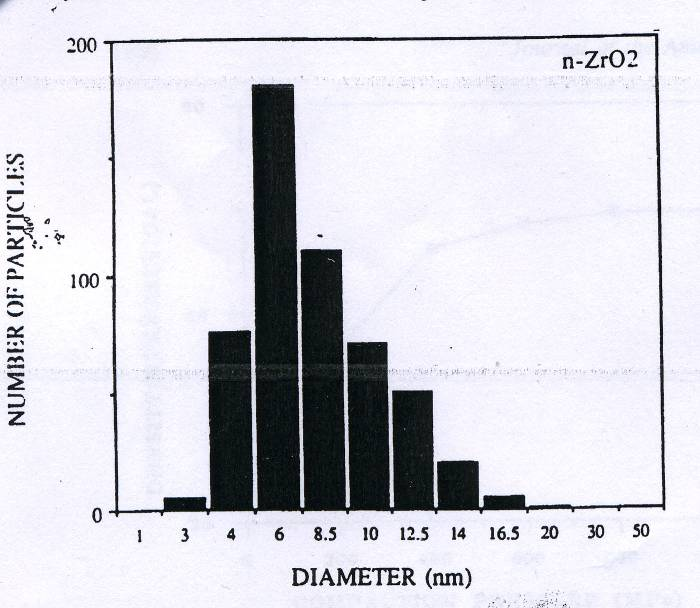 200
n-ZrO2
NUMBER OF PARTICLES
100
0
1 3 4 6 8.5 10 12.5 14 16.5 20 30 50
DIAMETER (nm)